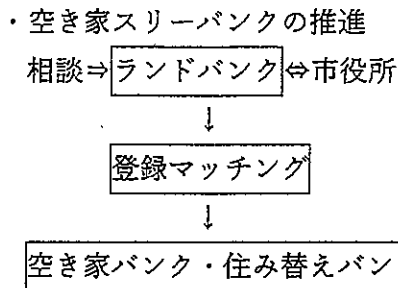 ・空き家スリーバンクの推進
相談⇒ランドバンク⇔市役所
↓
登録マッチング
↓
空き家バンク・住み替えバン